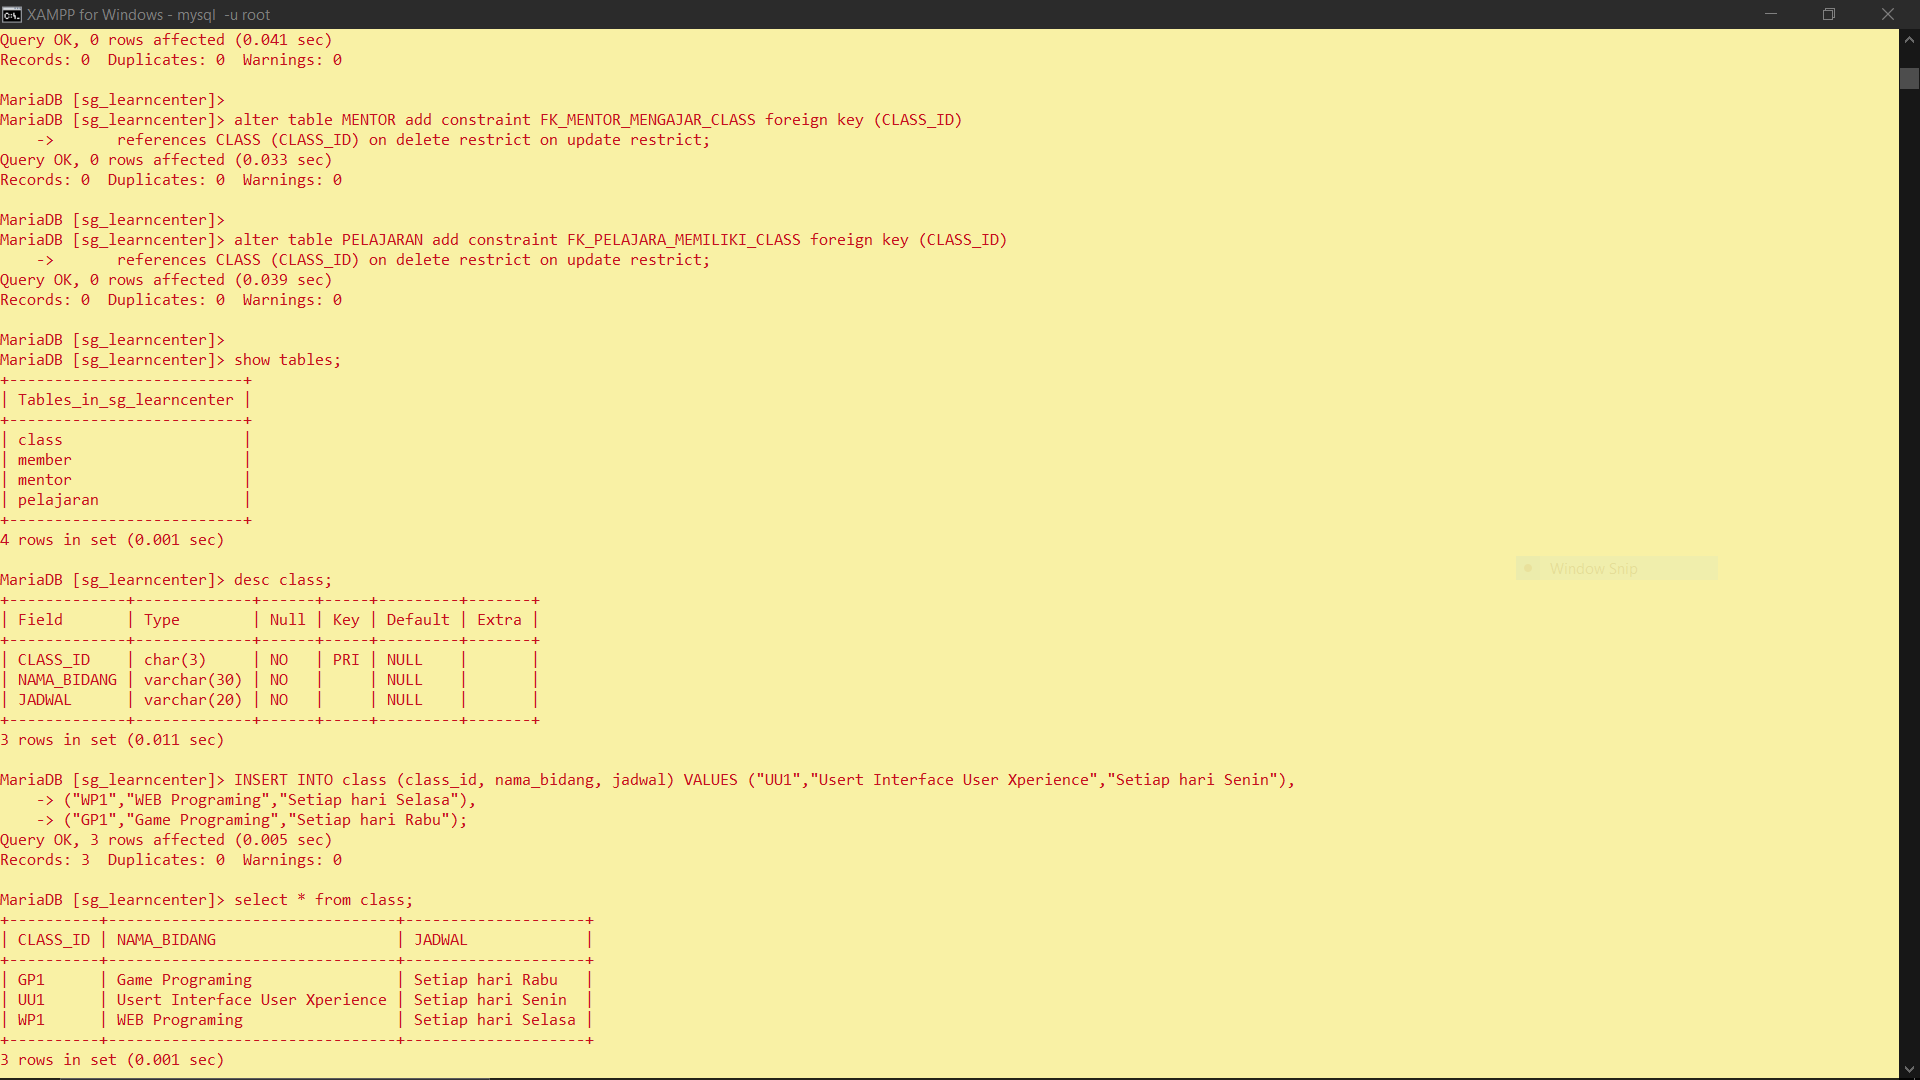 XAMPP for Windows - mysql  -u root
Query OK, 0 rows affected (0.041 sec)
Records: 0  Duplicates: 0  Warnings: 0
MariaDB [sg_learncenter]>
MariaDB [sg_learncenter]> alter table MENTOR add constraint FK_MENTOR_MENGAJAR_CLASS foreign key (CLASS_ID)
    ->       references CLASS (CLASS_ID) on delete restrict on update restrict;
Query OK, 0 rows affected (0.033 sec)
Records: 0  Duplicates: 0  Warnings: 0
MariaDB [sg_learncenter]>
MariaDB [sg_learncenter]> alter table PELAJARAN add constraint FK_PELAJARA_MEMILIKI_CLASS foreign key (CLASS_ID)
    ->       references CLASS (CLASS_ID) on delete restrict on update restrict;
Query OK, 0 rows affected (0.039 sec)
Records: 0  Duplicates: 0  Warnings: 0
MariaDB [sg_learncenter]>
MariaDB [sg_learncenter]> show tables;
+--------------------------+
| Tables_in_sg_learncenter |
+--------------------------+
| class                    |
| member                   |
| mentor                   |
| pelajaran                |
+--------------------------+
4 rows in set (0.001 sec)
Window Snip
MariaDB [sg_learncenter]> desc class;
+-------------+-------------+------+-----+---------+-------+
| Field       | Type        | Null | Key | Default | Extra |
+-------------+-------------+------+-----+---------+-------+
| CLASS_ID    | char(3)     | NO   | PRI | NULL    |       |
| NAMA_BIDANG | varchar(30) | NO   |     | NULL    |       |
| JADWAL      | varchar(20) | NO   |     | NULL    |       |
+-------------+-------------+------+-----+---------+-------+
3 rows in set (0.011 sec)
MariaDB [sg_learncenter]> INSERT INTO class (class_id, nama_bidang, jadwal) VALUES ("UU1","Usert Interface User Xperience","Setiap hari Senin"),
    -> ("WP1","WEB Programing","Setiap hari Selasa"),
    -> ("GP1","Game Programing","Setiap hari Rabu");
Query OK, 3 rows affected (0.005 sec)
Records: 3  Duplicates: 0  Warnings: 0
MariaDB [sg_learncenter]> select * from class;
+----------+--------------------------------+--------------------+
| CLASS_ID | NAMA_BIDANG                    | JADWAL             |
+----------+--------------------------------+--------------------+
| GP1      | Game Programing                | Setiap hari Rabu   |
| UU1      | Usert Interface User Xperience | Setiap hari Senin  |
| WP1      | WEB Programing                 | Setiap hari Selasa |
+----------+--------------------------------+--------------------+
3 rows in set (0.001 sec)